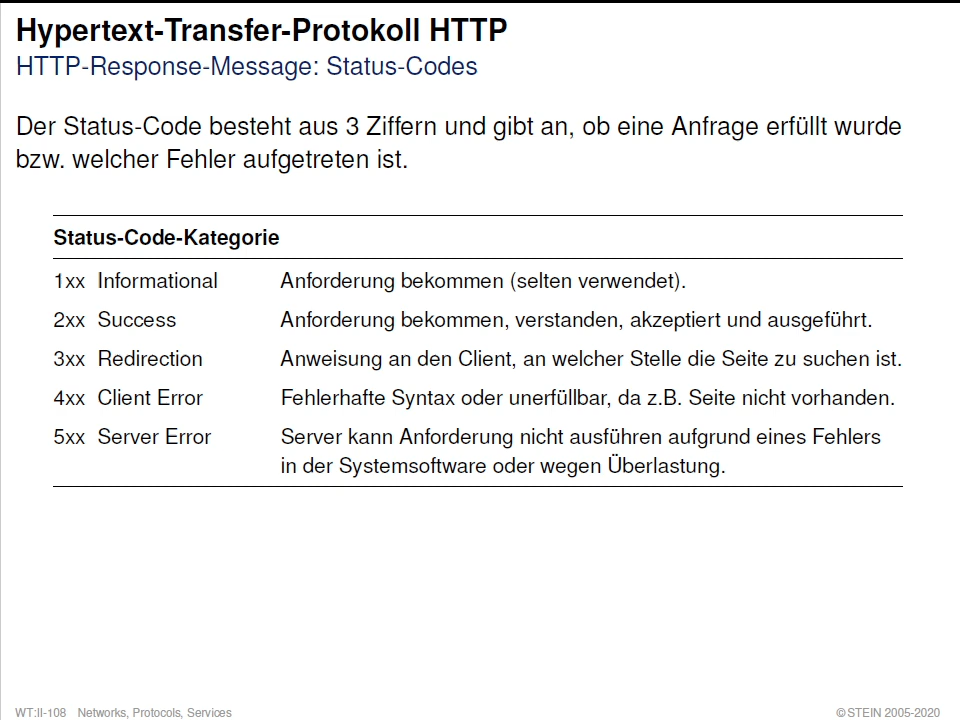 Hypertext-Transfer-Protokoll HTTP
HTTP-Response-Message: Status-Codes
Der Status-Code besteht aus 3 Ziffern und gibt an, ob eine Anfrage erfüllt wurde
bzw. welcher Fehler aufgetreten ist.
Status-Code-Kategorie
1xx Informational Anforderung bekommen (selten verwendet).
2xx Success Anforderung bekommen, verstanden, akzeptiert und ausgeführt.
3xx Redirection Anweisung an den Client, an welcher Stelle die Seite zu suchen ist.
4xx Client Error Fehlerhafte Syntax oder unerfüllbar, da z.B. Seite nicht vorhanden.
5xx Server Error Server kann Anforderung nicht ausführen aufgrund eines Fehlers
in der Systemsoftware oder wegen Überlastung.
WT:II-108 Networks, Protocols, Services ©STEIN 2005-2020